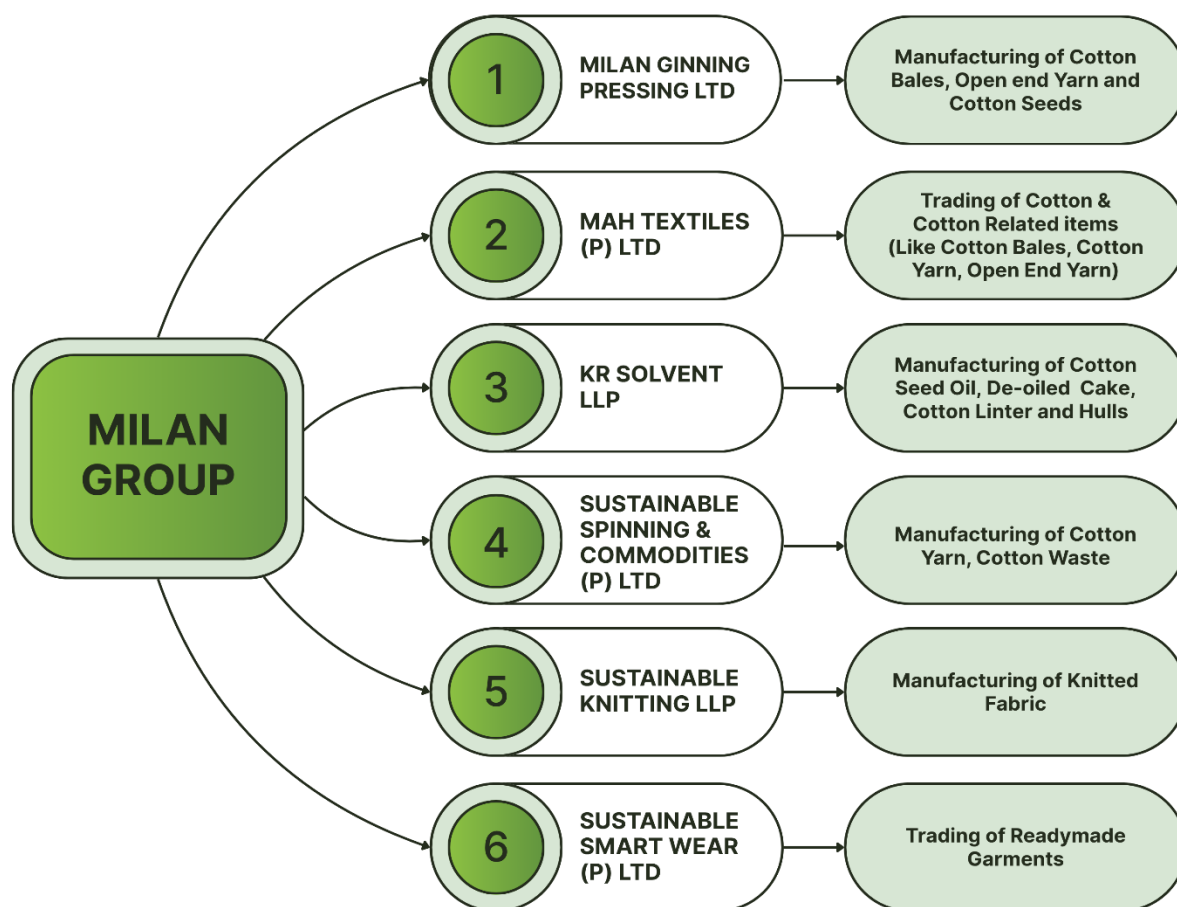 MILAN
GROUP
1
MILAN GINNING
PRESSING LTD
Manufacturing of Cotton
Bales, Open end Yarn and
Cotton Seeds
2
MAH TEXTILES
(P) LTD
Trading of Cotton &
Cotton Related items
(Like Cotton Bales, Cotton
Yarn, Open End Yarn)
3
KR SOLVENT
LLP
Manufacturing of Cotton
Seed Oil, De-oiled Cake,
Cotton Linter and Hulls
4
SUSTAINABLE
SPINNING &
COMMODITIES
(P) LTD
Manufacturing of Cotton
Yarn, Cotton Waste
5
SUSTAINABLE
KNITTING LLP
Manufacturing of Knitted
Fabric
6
SUSTAINABLE
SMART WEAR
(P) LTD
Trading of Readymade
Garments